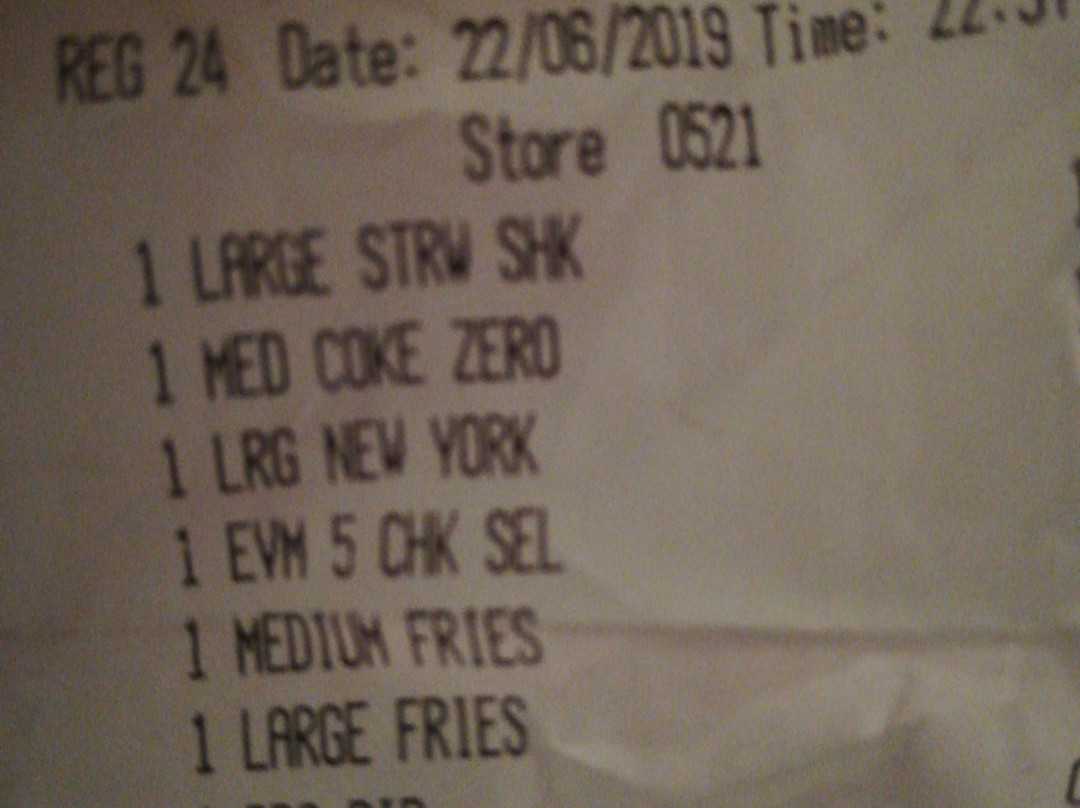 REG 24 Date: 22/06/2019 Time:
Store 0521
1 LARGE STRW SHK
1 MED COKE ZERO
1 LRG NEW YORK
1 EVM 5 CHK SEL
1 MEDIUM FRIES
1 LARGE FRIES